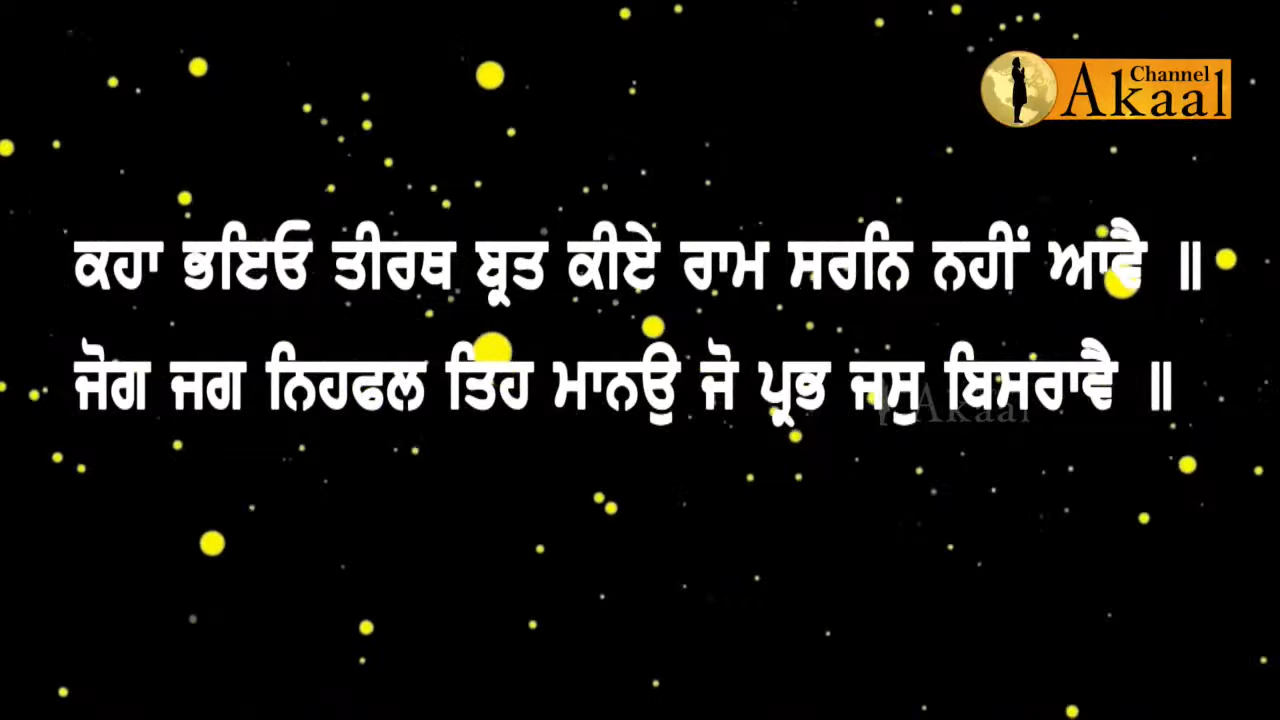 Channel
Akaal
ਕਹਾ ਭਇਓ ਤੀਰਥ ਬ੍ਰਤ ਕੀਏ ਰਾਮ ਸਰਨਿ ਨਹੀਂ ਆਵੈ ॥
ਜੋਗ ਜਗ ਨਿਹਫਲ ਤਿਹ ਮਾਨਉ ਜੋ ਪ੍ਰਭ ਜਸੁ ਬਿਸਰਾਵੈ ॥
Akaal